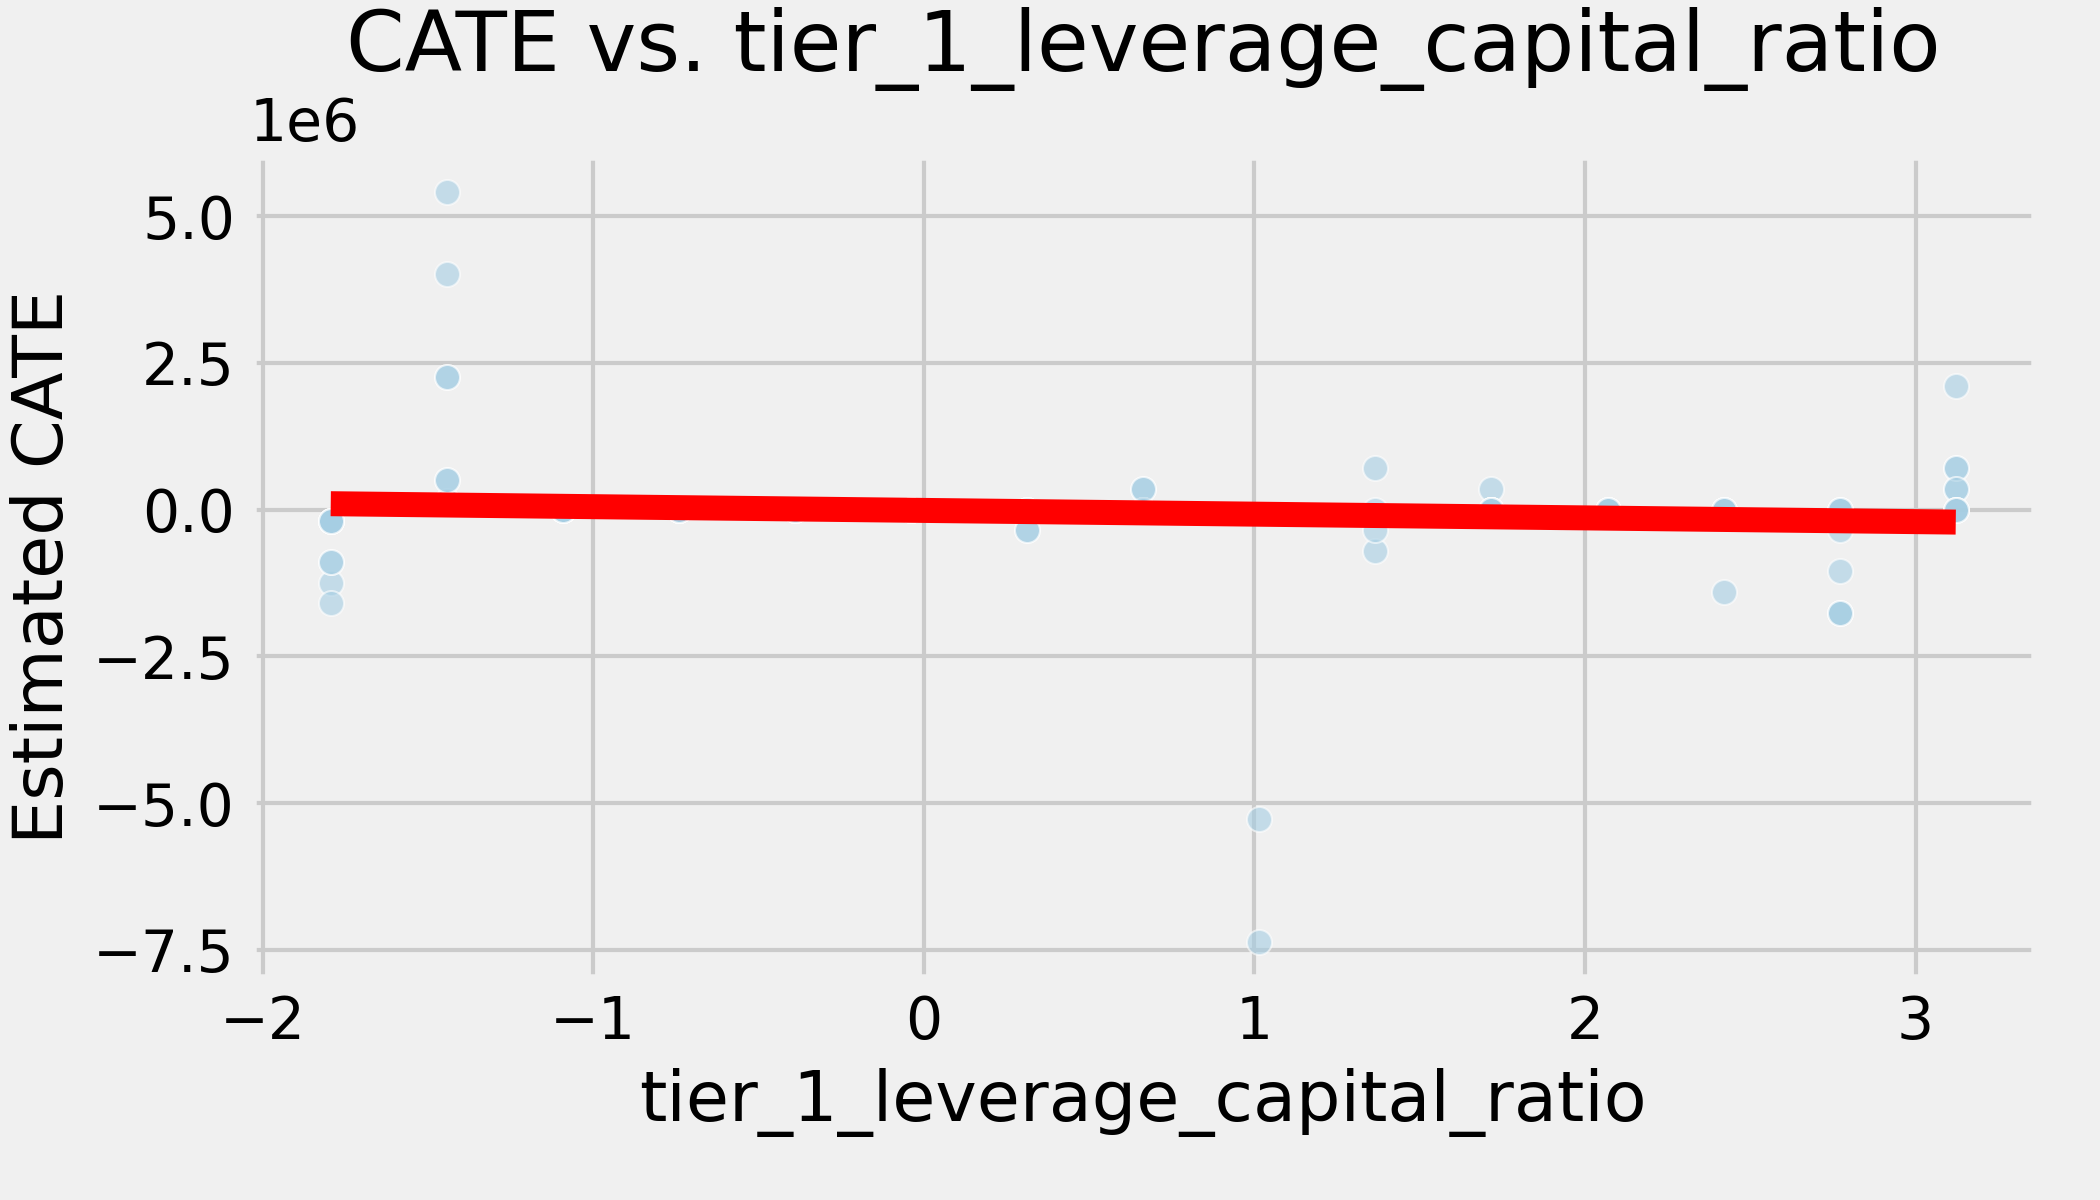 CATE vs. tier_1_leverage_capital_ratio
1e6
5.0
2.5
0.0
−2.5
−5.0
−7.5
Estimated CATE
−2 −1 0 1 2 3
tier_1_leverage_capital_ratio